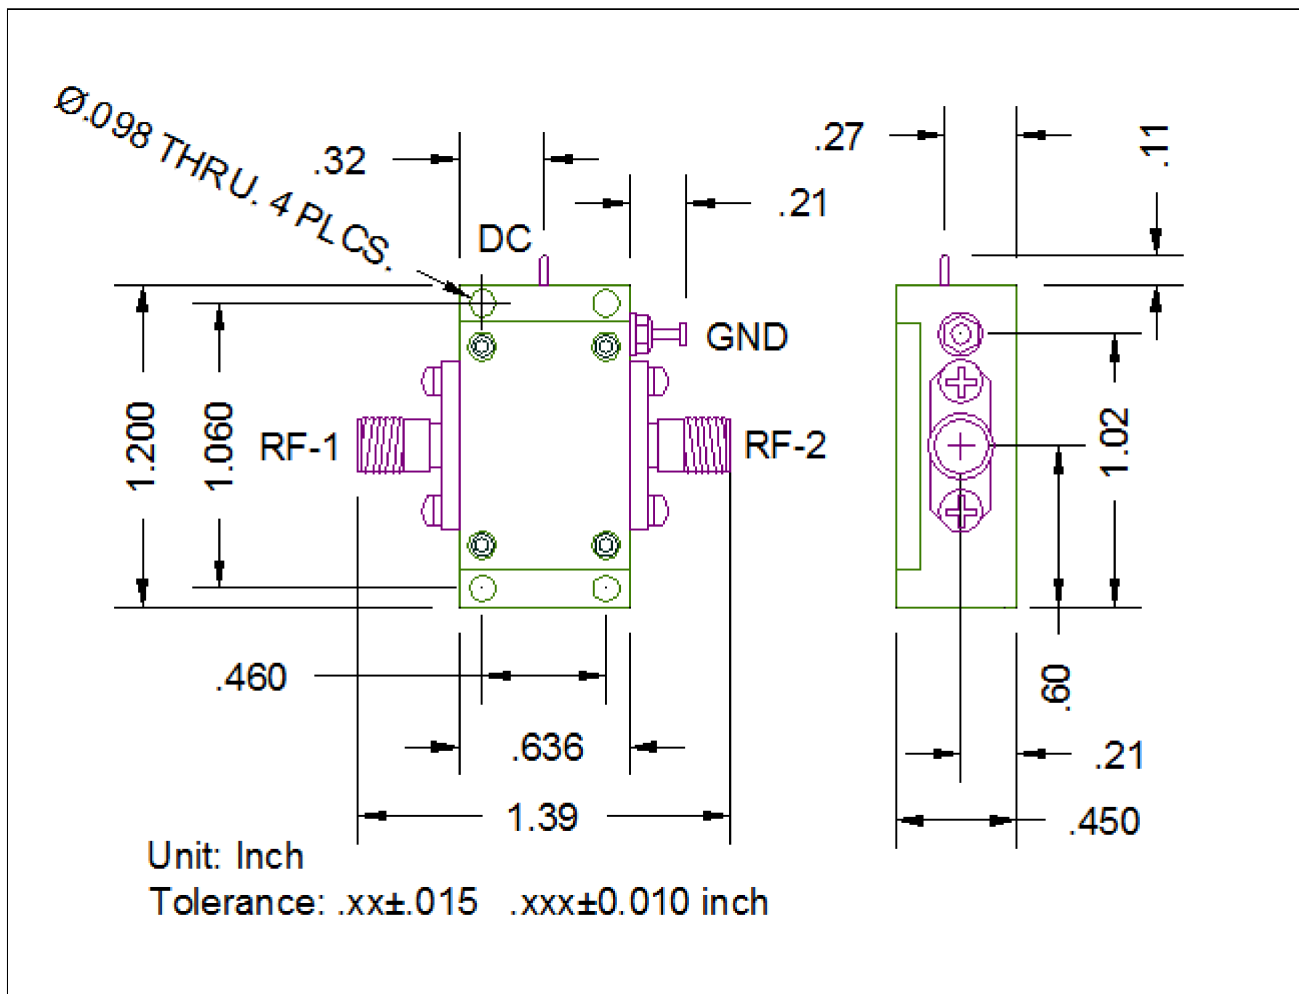 Ø.098 THRU. 4 PLCS.
.32
.21
DC
GND
RF-1
RF-2
1.200
1.060
.460
.636
1.39
.27
.11
1.02
.60
.21
.450
Unit: Inch
Tolerance: .xx±.015 .xxx±0.010 inch